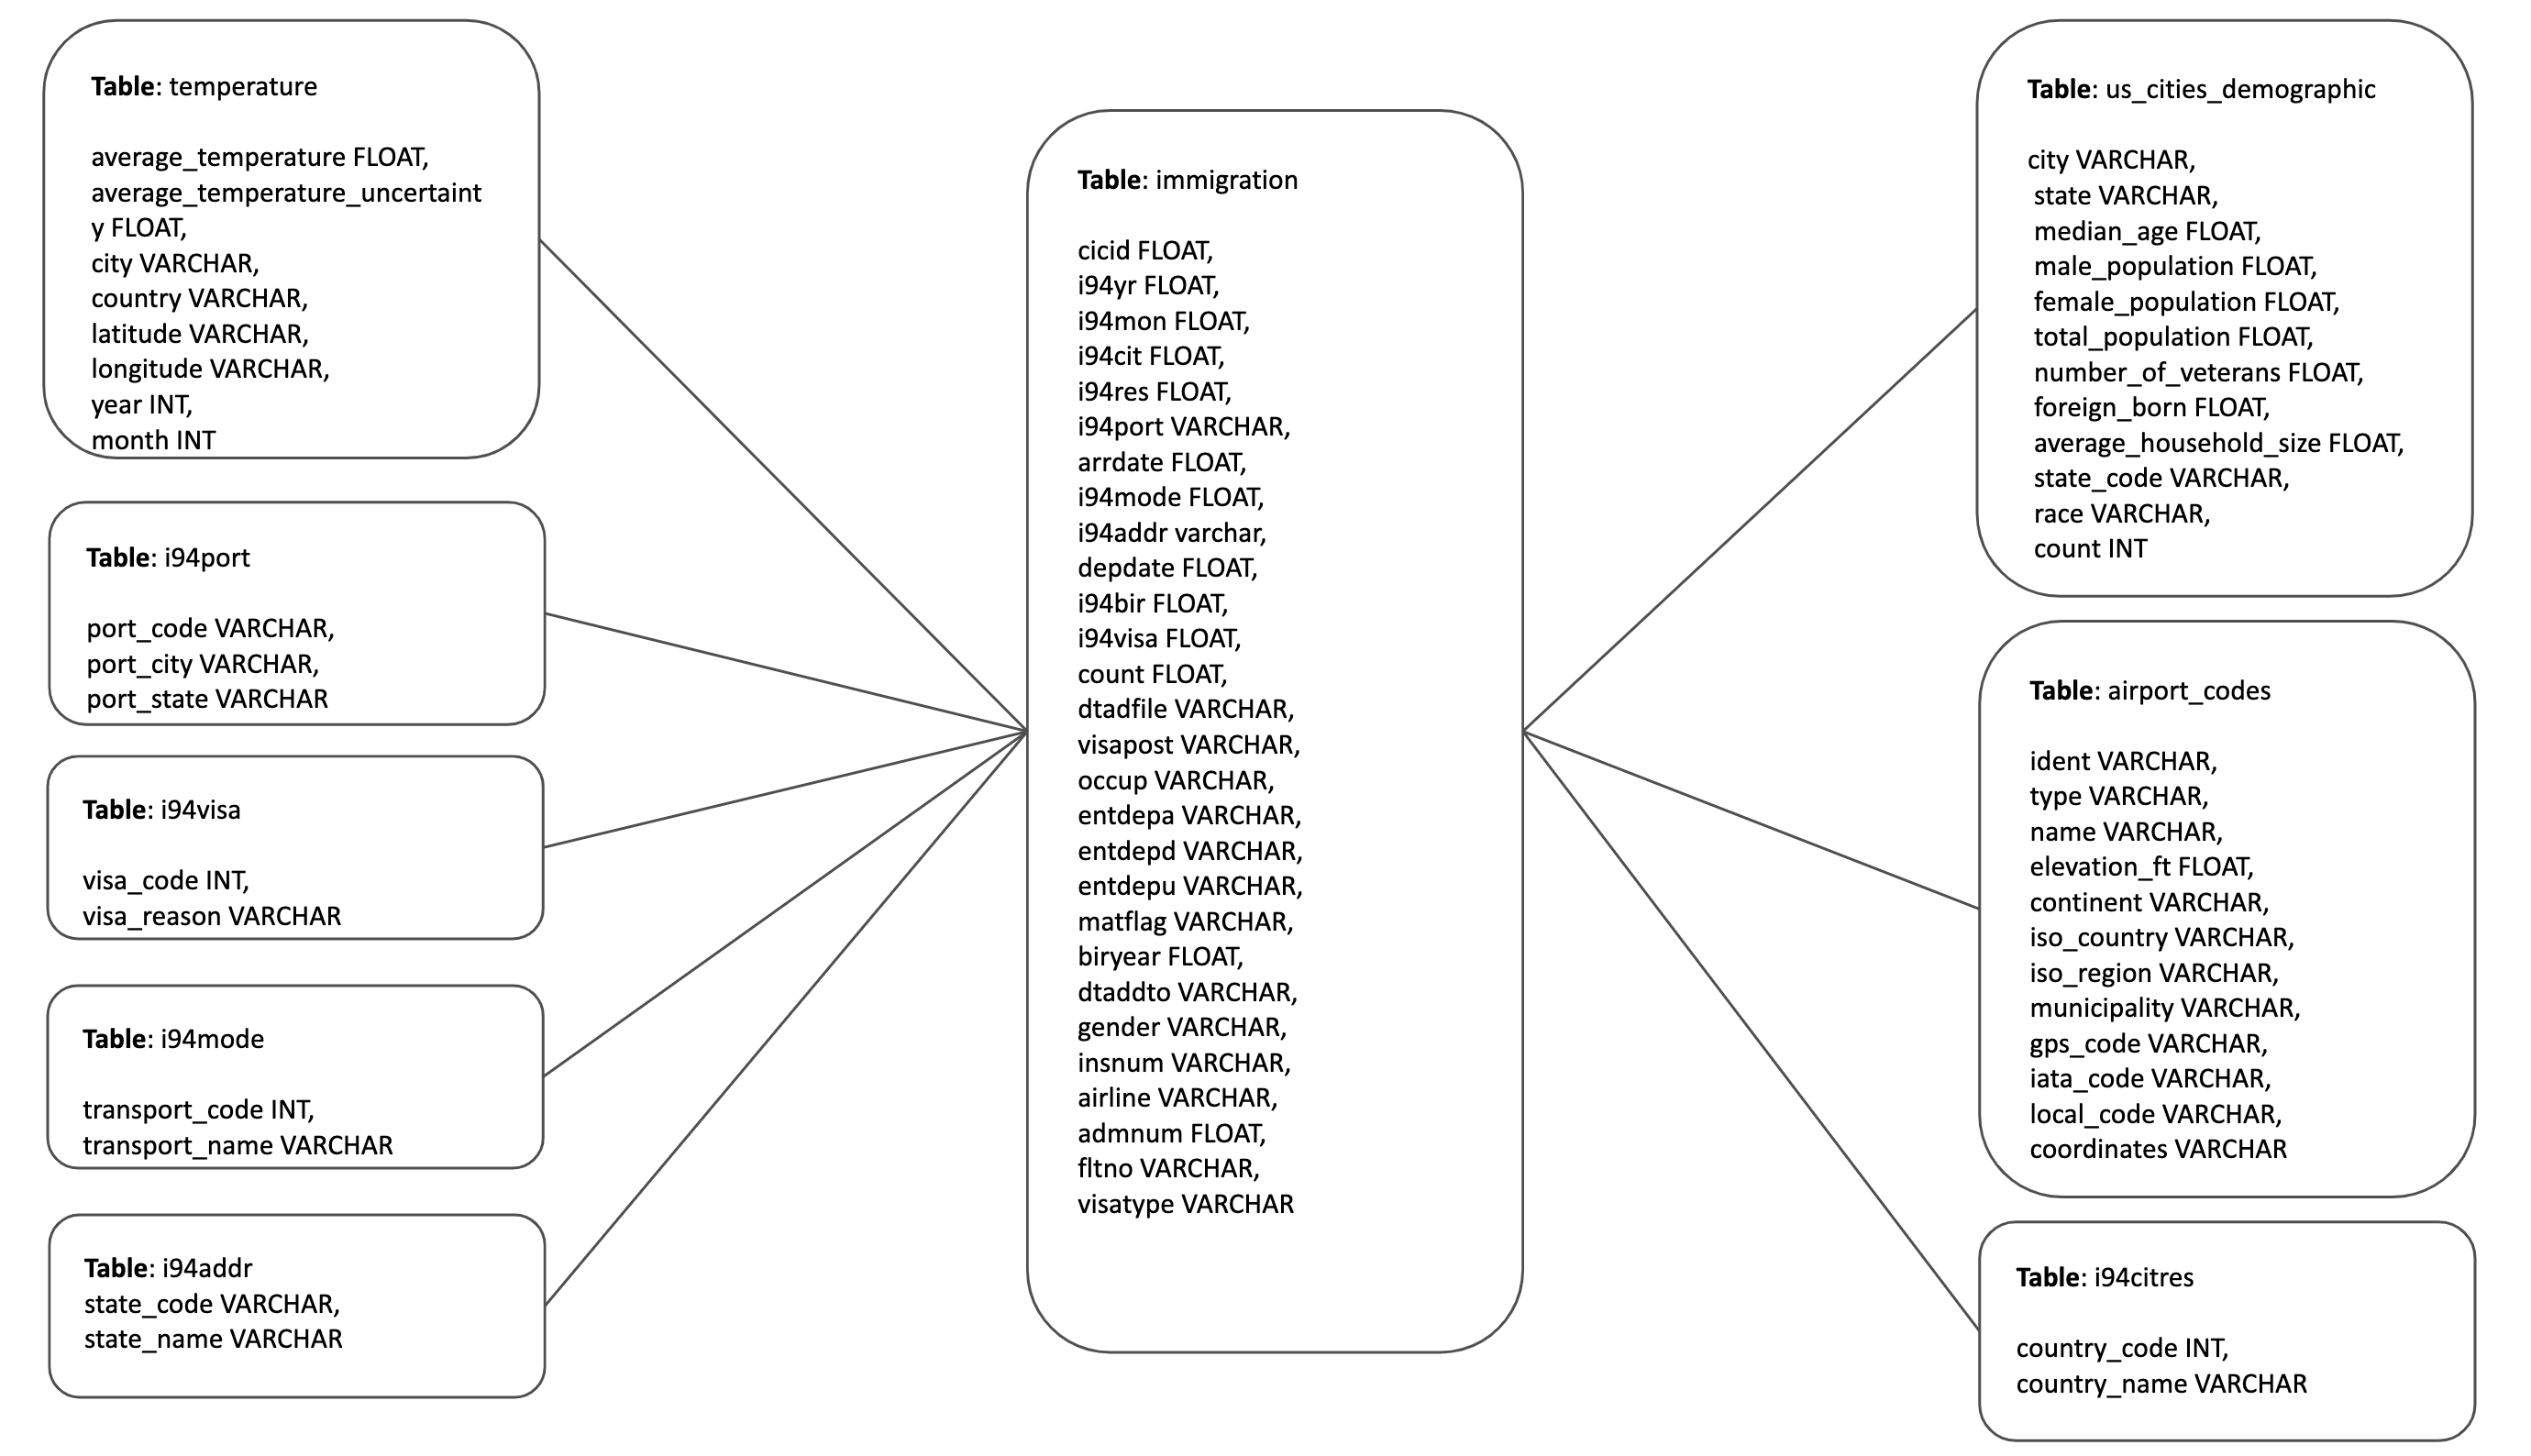 Table: temperature
average_temperature FLOAT,
average_temperature_uncertaint
y FLOAT,
city VARCHAR,
country VARCHAR,
latitude VARCHAR,
longitude VARCHAR,
year INT,
month INT
Table: i94port
port_code VARCHAR,
port_city VARCHAR,
port_state VARCHAR
Table: i94visa
visa_code INT,
visa_reason VARCHAR
Table: i94mode
transport_code INT,
transport_name VARCHAR
Table: i94addr
state_code VARCHAR,
state_name VARCHAR
Table: immigration
cicid FLOAT,
i94yr FLOAT,
i94mon FLOAT,
i94cit FLOAT,
i94res FLOAT,
i94port VARCHAR,
arrdate FLOAT,
i94mode FLOAT,
i94addr varchar,
depdate FLOAT,
i94bir FLOAT,
i94visa FLOAT,
count FLOAT,
dtadfile VARCHAR,
visapost VARCHAR,
occup VARCHAR,
entdepa VARCHAR,
entdepd VARCHAR,
entdepu VARCHAR,
matflag VARCHAR,
biryear FLOAT,
dtaddto VARCHAR,
gender VARCHAR,
insnum VARCHAR,
airline VARCHAR,
admnum FLOAT,
fltno VARCHAR,
visatype VARCHAR
Table: us_cities_demographic
city VARCHAR,
state VARCHAR,
median_age FLOAT,
male_population FLOAT,
female_population FLOAT,
total_population FLOAT,
number_of_veterans FLOAT,
foreign_born FLOAT,
average_household_size FLOAT,
state_code VARCHAR,
race VARCHAR,
count INT
Table: airport_codes
ident VARCHAR,
type VARCHAR,
name VARCHAR,
elevation_ft FLOAT,
continent VARCHAR,
iso_country VARCHAR,
iso_region VARCHAR,
municipality VARCHAR,
gps_code VARCHAR,
iata_code VARCHAR,
local_code VARCHAR,
coordinates VARCHAR
Table: i94citres
country_code INT,
country_name VARCHAR